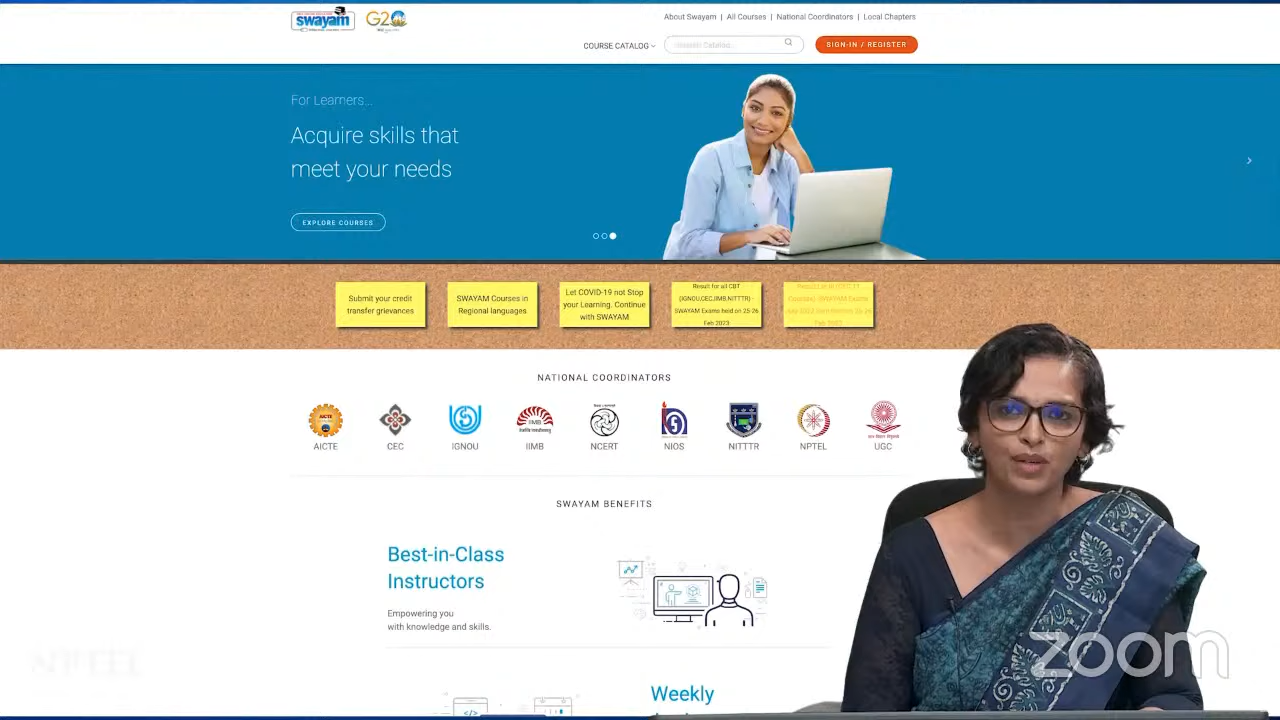 swayam
G20
About Swayam | All Courses | National Coordinators | Local Chapters
COURSE CATALOG
SIGN-IN / REGISTER
For Learners...
Acquire skills that
meet your needs
EXPLORE COURSES
Submit your credit
transfer grievances
SWAYAM Courses in
Regional languages
Let COVID-19 not Stop
your Learning. Continue
with SWAYAM
Result for all CBT
(IGNOU,CEC,IIMB,NITTTR) -
SWAYAM Exams held on 25-26
Feb 2023
NATIONAL COORDINATORS
AICTE
IIMB
AICTE
CEC
IGNOU
IIMB
NCERT
NIOS
NITTTR
NPTEL
UGC
SWAYAM BENEFITS
Best-in-Class
Instructors
Empowering you
with knowledge and skills.
Weekly
NPTEL
zoom